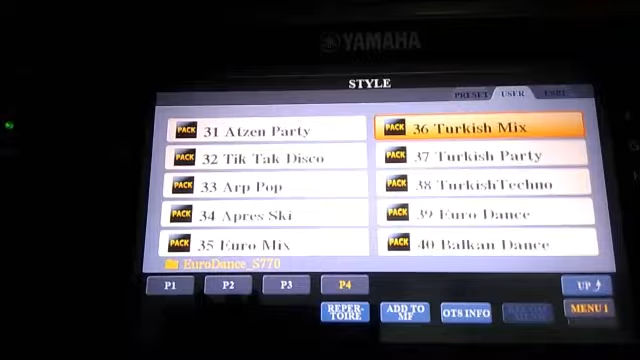 YAMAHA
STYLE
PRESET USER USB1
PACK 31 Atzen Party
PACK 32 Tik Tak Disco
PACK 33 Arp Pop
PACK 34 Apres Ski
PACK 35 Euro Mix
PACK 36 Turkish Mix
PACK 37 Turkish Party
PACK 38 TurkishTechno
PACK 39 Euro Dance
PACK 40 Balkan Dance
EuroDance_S770
P1 P2 P3 P4 UP
REPER-
TOIRE
ADD TO
MF
OTS INFO
MENU 1